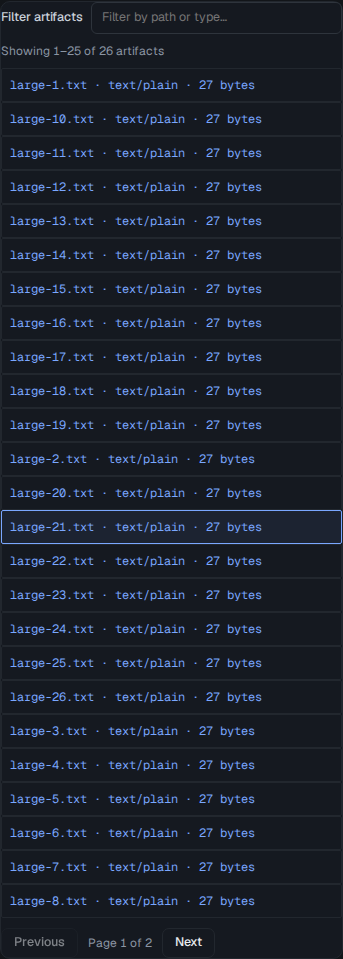 Filter artifacts Filter by path or type...
Showing 1–25 of 26 artifacts
large-1.txt · text/plain · 27 bytes
large-10.txt · text/plain · 27 bytes
large-11.txt · text/plain · 27 bytes
large-12.txt · text/plain · 27 bytes
large-13.txt · text/plain · 27 bytes
large-14.txt · text/plain · 27 bytes
large-15.txt · text/plain · 27 bytes
large-16.txt · text/plain · 27 bytes
large-17.txt · text/plain · 27 bytes
large-18.txt · text/plain · 27 bytes
large-19.txt · text/plain · 27 bytes
large-2.txt · text/plain · 27 bytes
large-20.txt · text/plain · 27 bytes
large-21.txt · text/plain · 27 bytes
large-22.txt · text/plain · 27 bytes
large-23.txt · text/plain · 27 bytes
large-24.txt · text/plain · 27 bytes
large-25.txt · text/plain · 27 bytes
large-26.txt · text/plain · 27 bytes
large-3.txt · text/plain · 27 bytes
large-4.txt · text/plain · 27 bytes
large-5.txt · text/plain · 27 bytes
large-6.txt · text/plain · 27 bytes
large-7.txt · text/plain · 27 bytes
large-8.txt · text/plain · 27 bytes
Previous Page 1 of 2 Next